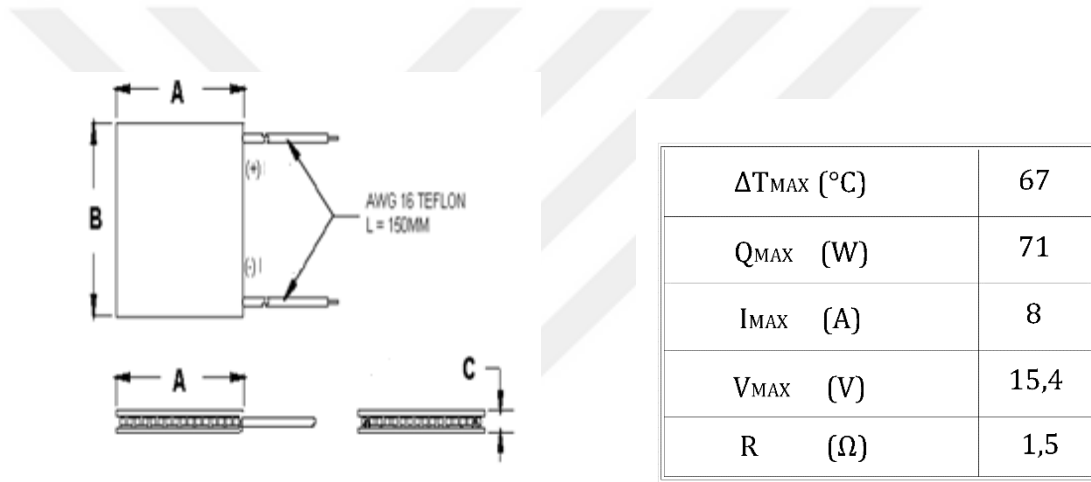 A
B
(+)
(-)
AWG 16 TEFLON
L = 150MM
A
C
ΔTMAX (°C) 67
QMAX (W) 71
IMAX (A) 8
VMAX (V) 15,4
R (Ω) 1,5